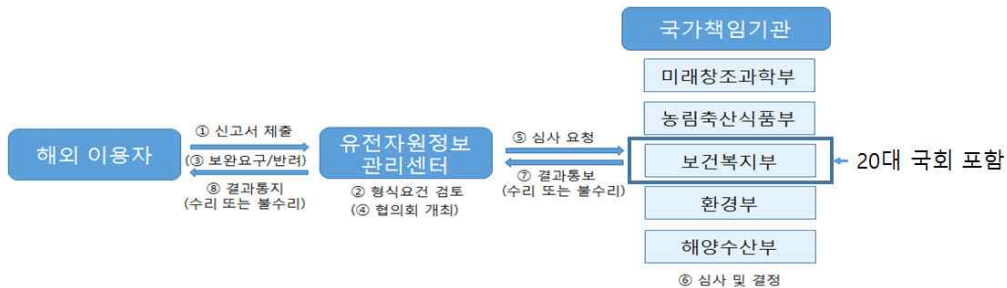 국가책임기관
미래창조과학부
농림축산식품부
보건복지부
환경부
해양수산부
⑥ 심사 및 결정
20대 국회 포함
해외 이용자
① 신고서 제출
(③ 보완요구/반려)
⑧ 결과통지
(수리 또는 불수리)
유전자원정보
관리센터
② 형식요건 검토
(④ 협의회 개최)
⑤ 심사 요청
⑦ 결과통보
(수리 또는 불수리)